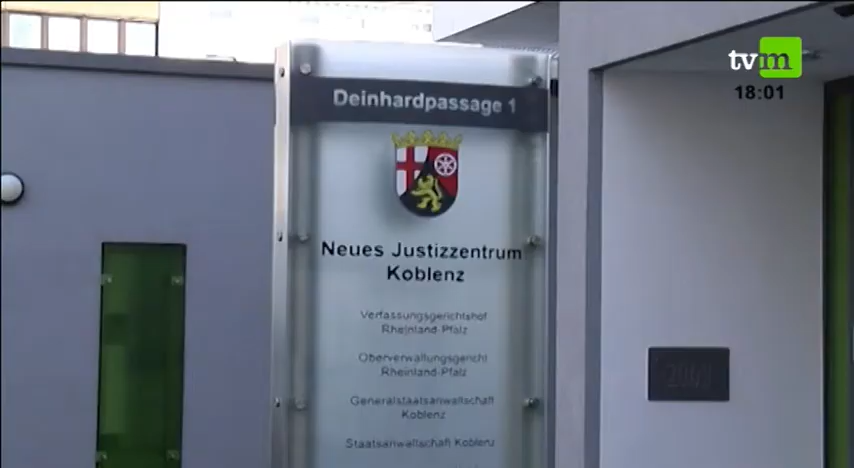 tvm
18:01
Deinhardpassage 1
Neues Justizzentrum
Koblenz
Verfassungsgerichtshof
Rheinland-Pfalz
Oberverwaltungsgericht
Rheinland-Pfalz
Generalstaatsanwaltschaft
Koblenz
Staatsanwaltschaft Koblenz